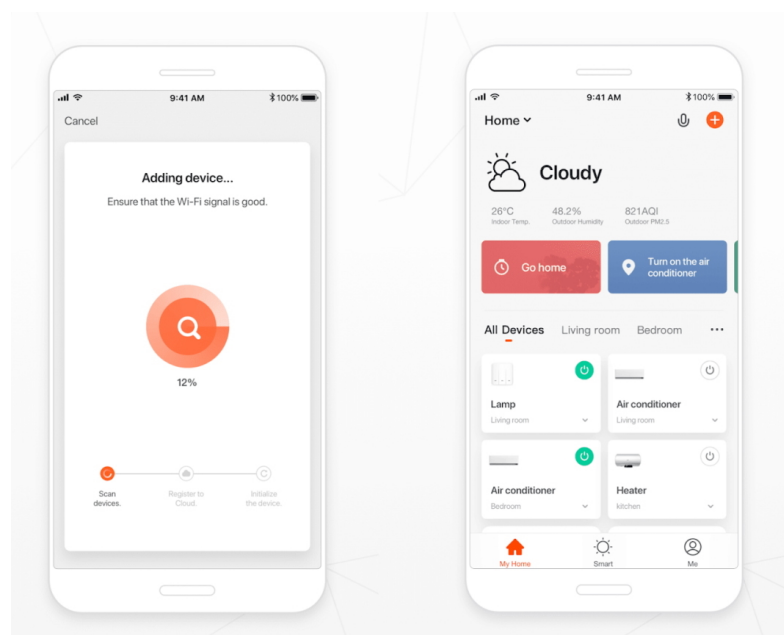 9:41 AM
100%
Cancel
Adding device...
Ensure that the Wi-Fi signal is good.
12%
Scan
devices.
Register to
Cloud.
Initialize
the device.
9:41 AM
100%
Home
Cloudy
26°C
Indoor Temp.
48.2%
Outdoor Humidity
821AQI
Outdoor PM2.5
Go home
Turn on the air
conditioner
All Devices
Living room
Bedroom
Lamp
Living room
Air conditioner
Living room
Air conditioner
Bedroom
Heater
kitchen
My Home
Smart
Me